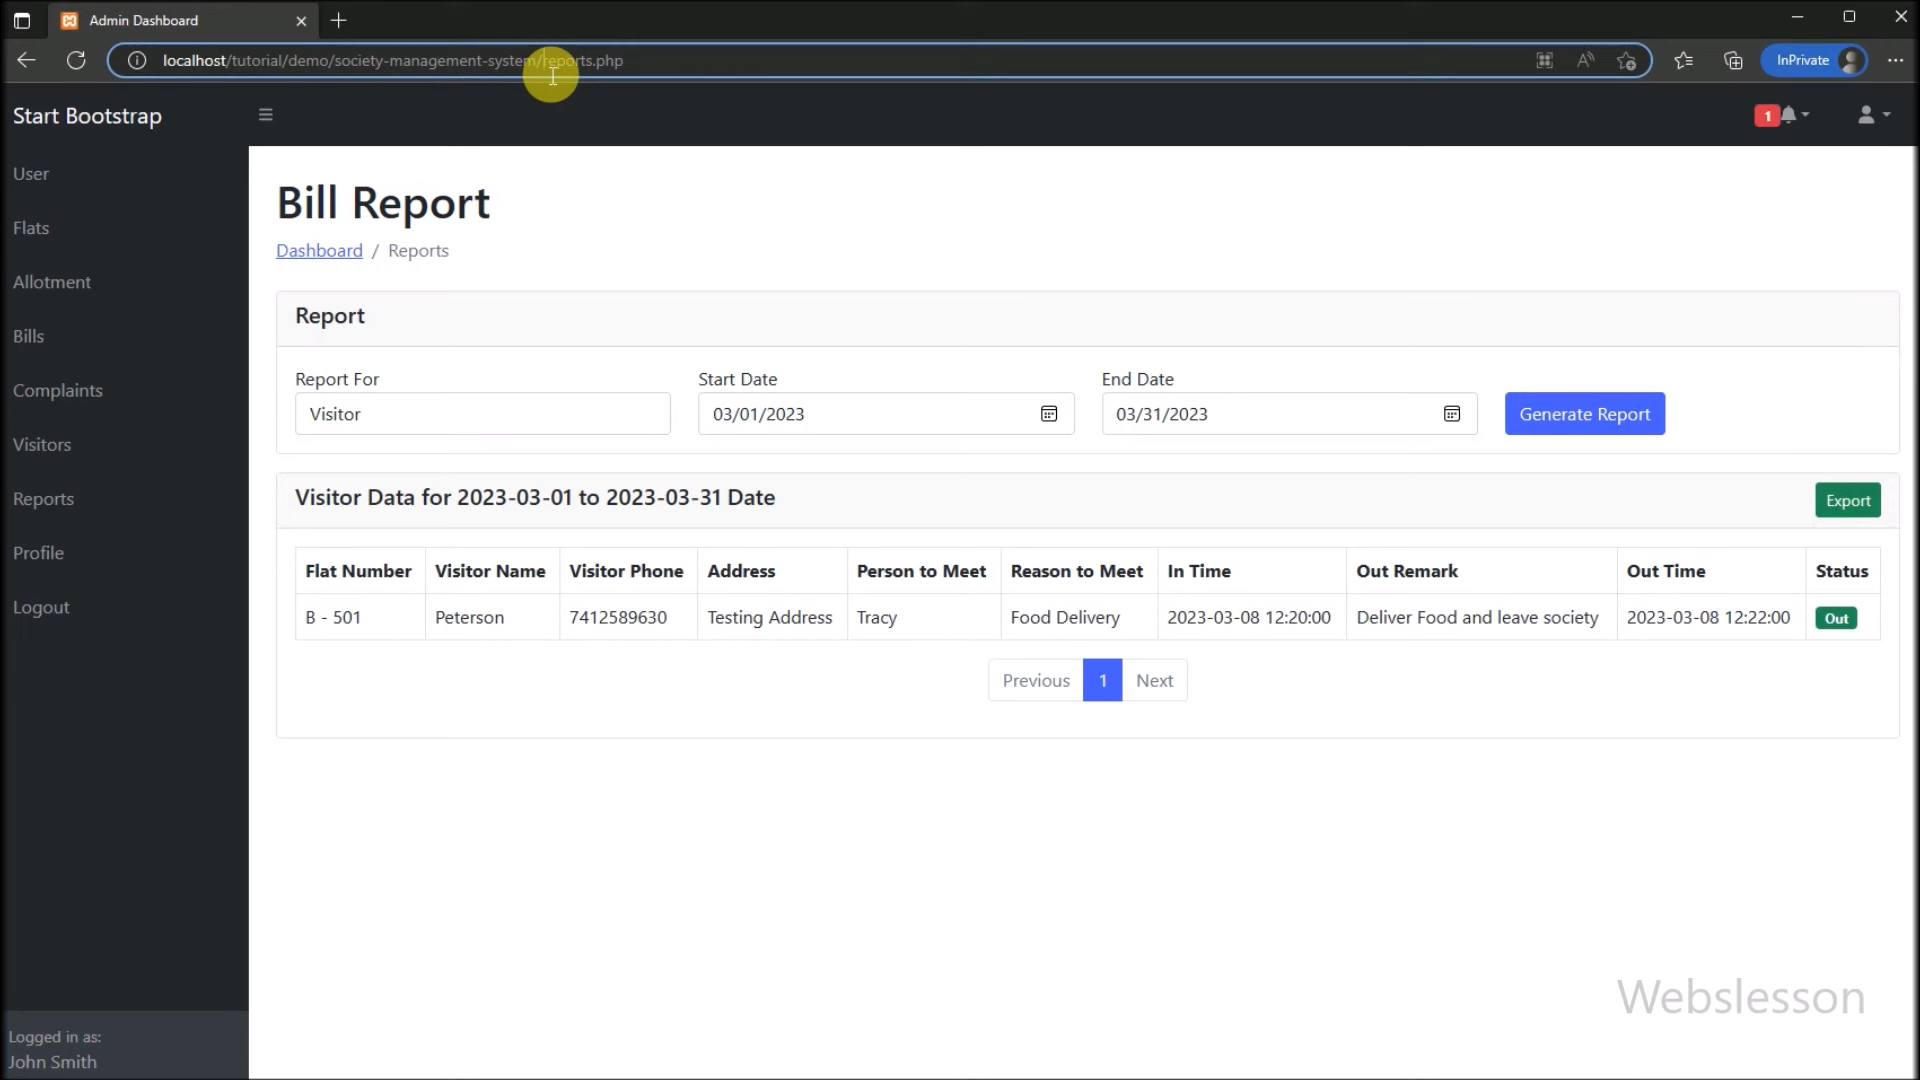 Admin Dashboard
localhost/tutorial/demo/society-management-system/reports.php
InPrivate
Start Bootstrap
1
User
Flats
Allotment
Bills
Complaints
Visitors
Reports
Profile
Logout
Logged in as:
John Smith
Bill Report
Dashboard / Reports
Report
Report For Start Date End Date
Visitor 03/01/2023 03/31/2023 Generate Report
Visitor Data for 2023-03-01 to 2023-03-31 Date Export
Flat Number Visitor Name Visitor Phone Address Person to Meet Reason to Meet In Time Out Remark Out Time Status
B - 501 Peterson 7412589630 Testing Address Tracy Food Delivery 2023-03-08 12:20:00 Deliver Food and leave society 2023-03-08 12:22:00 Out
Previous 1 Next
Webslesson